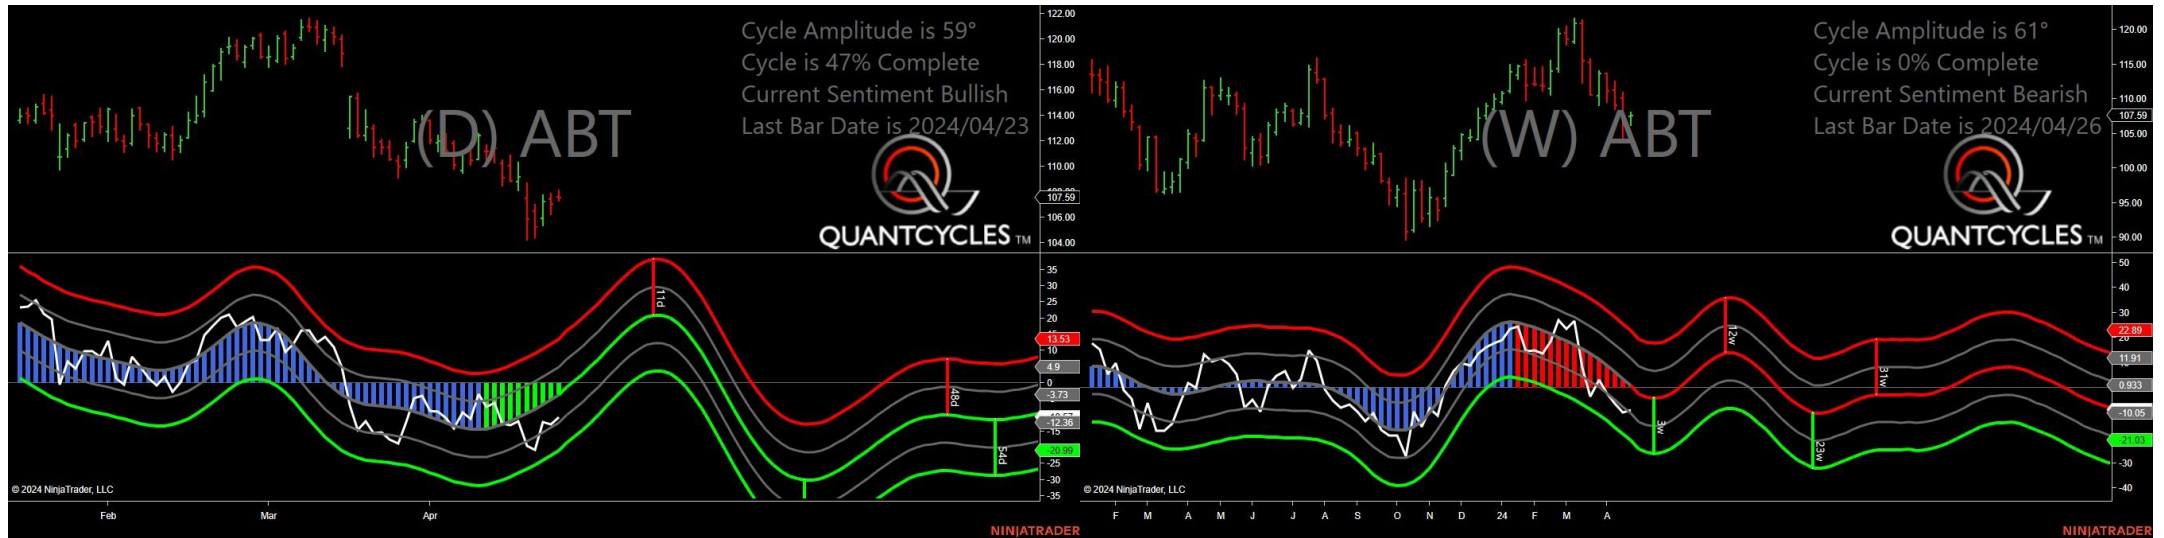 Cycle Amplitude is 59°
Cycle is 47% Complete
Current Sentiment Bullish
Last Bar Date is 2024/04/23
(D) ABT
QUANTCYCLES TM
122.00
120.00
118.00
116.00
114.00
112.00
110.00
107.59
106.00
104.00
35
30
25
20
13.53
10
4.9
0
-3.73
-12.36
-15
-20.99
-25
-30
-35
11d
48d
54d
© 2024 NinjaTrader, LLC
Feb Mar Apr
NINJATRADER
Cycle Amplitude is 61°
Cycle is 0% Complete
Current Sentiment Bearish
Last Bar Date is 2024/04/26
(W) ABT
QUANTCYCLES TM
120.00
115.00
110.00
107.59
105.00
100.00
95.00
90.00
50
40
30
22.89
20
11.91
0.933
-10.05
-21.03
-30
-40
3w
12w
23w
31w
© 2024 NinjaTrader, LLC
F M A M J J A S O N D 24 F M A
NINJATRADER